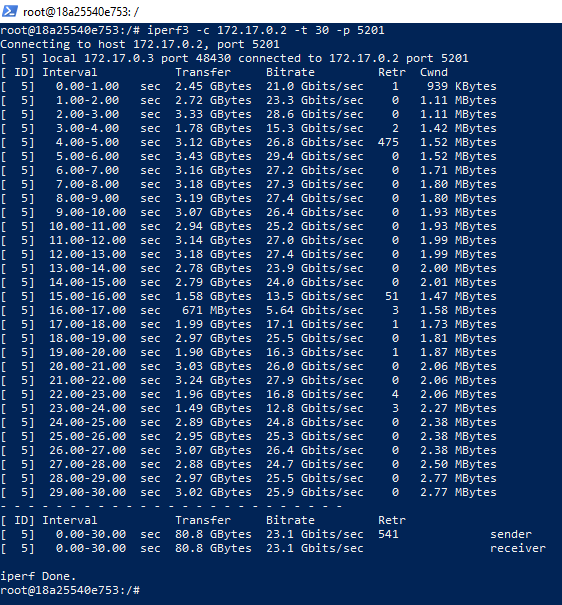 root@18a25540e753: /
root@18a25540e753:/# iperf3 -c 172.17.0.2 -t 30 -p 5201
Connecting to host 172.17.0.2, port 5201
[  5] local 172.17.0.3 port 48430 connected to 172.17.0.2 port 5201
[ ID] Interval           Transfer     Bitrate         Retr  Cwnd
[  5]   0.00-1.00   sec  2.45 GBytes  21.0 Gbits/sec    1    939 KBytes
[  5]   1.00-2.00   sec  2.72 GBytes  23.3 Gbits/sec    0   1.11 MBytes
[  5]   2.00-3.00   sec  3.33 GBytes  28.6 Gbits/sec    0   1.11 MBytes
[  5]   3.00-4.00   sec  1.78 GBytes  15.3 Gbits/sec    2   1.42 MBytes
[  5]   4.00-5.00   sec  3.12 GBytes  26.8 Gbits/sec  475   1.52 MBytes
[  5]   5.00-6.00   sec  3.43 GBytes  29.4 Gbits/sec    0   1.52 MBytes
[  5]   6.00-7.00   sec  3.16 GBytes  27.2 Gbits/sec    0   1.71 MBytes
[  5]   7.00-8.00   sec  3.18 GBytes  27.3 Gbits/sec    0   1.80 MBytes
[  5]   8.00-9.00   sec  3.19 GBytes  27.4 Gbits/sec    0   1.80 MBytes
[  5]   9.00-10.00  sec  3.07 GBytes  26.4 Gbits/sec    0   1.93 MBytes
[  5]  10.00-11.00  sec  2.94 GBytes  25.2 Gbits/sec    0   1.93 MBytes
[  5]  11.00-12.00  sec  3.14 GBytes  27.0 Gbits/sec    0   1.99 MBytes
[  5]  12.00-13.00  sec  3.18 GBytes  27.4 Gbits/sec    0   1.99 MBytes
[  5]  13.00-14.00  sec  2.78 GBytes  23.9 Gbits/sec    0   2.00 MBytes
[  5]  14.00-15.00  sec  2.79 GBytes  24.0 Gbits/sec    0   2.01 MBytes
[  5]  15.00-16.00  sec  1.58 GBytes  13.5 Gbits/sec   51   1.47 MBytes
[  5]  16.00-17.00  sec   671 MBytes  5.64 Gbits/sec    3   1.58 MBytes
[  5]  17.00-18.00  sec  1.99 GBytes  17.1 Gbits/sec    1   1.73 MBytes
[  5]  18.00-19.00  sec  2.97 GBytes  25.5 Gbits/sec    0   1.81 MBytes
[  5]  19.00-20.00  sec  1.90 GBytes  16.3 Gbits/sec    1   1.87 MBytes
[  5]  20.00-21.00  sec  3.03 GBytes  26.0 Gbits/sec    0   2.06 MBytes
[  5]  21.00-22.00  sec  3.24 GBytes  27.9 Gbits/sec    0   2.06 MBytes
[  5]  22.00-23.00  sec  1.96 GBytes  16.8 Gbits/sec    4   2.06 MBytes
[  5]  23.00-24.00  sec  1.49 GBytes  12.8 Gbits/sec    3   2.27 MBytes
[  5]  24.00-25.00  sec  2.89 GBytes  24.8 Gbits/sec    0   2.38 MBytes
[  5]  25.00-26.00  sec  2.95 GBytes  25.3 Gbits/sec    0   2.38 MBytes
[  5]  26.00-27.00  sec  3.07 GBytes  26.4 Gbits/sec    0   2.38 MBytes
[  5]  27.00-28.00  sec  2.88 GBytes  24.7 Gbits/sec    0   2.50 MBytes
[  5]  28.00-29.00  sec  2.97 GBytes  25.5 Gbits/sec    0   2.77 MBytes
[  5]  29.00-30.00  sec  3.02 GBytes  25.9 Gbits/sec    0   2.77 MBytes
- - - - - - - - - - - - - - - - - - - - - - - - -
[ ID] Interval           Transfer     Bitrate         Retr
[  5]   0.00-30.00  sec  80.8 GBytes  23.1 Gbits/sec  541             sender
[  5]   0.00-30.00  sec  80.8 GBytes  23.1 Gbits/sec                  receiver
iperf Done.
root@18a25540e753:/#